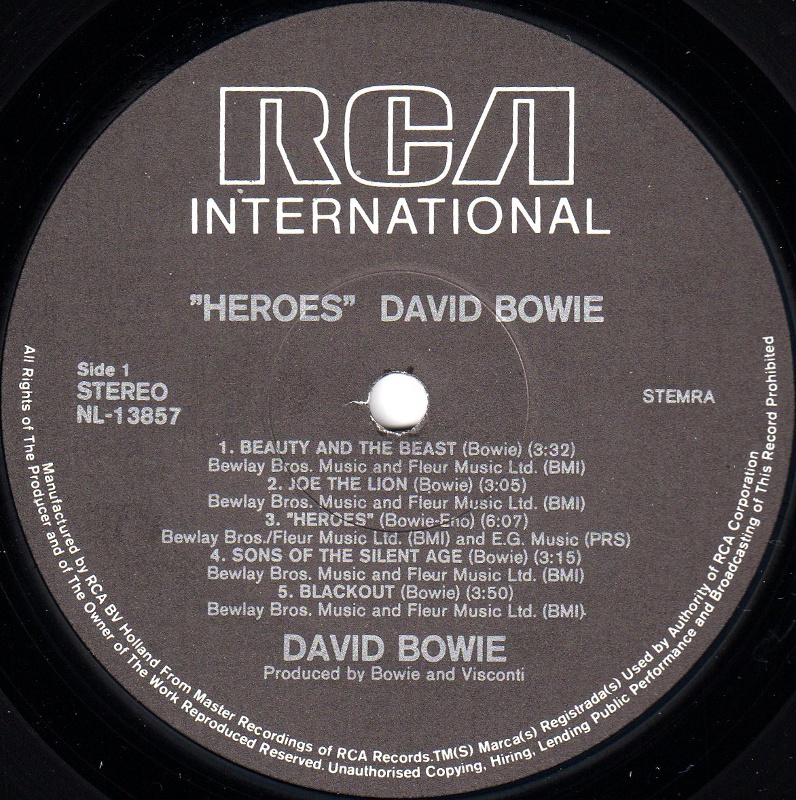 RCA
INTERNATIONAL
"HEROES" DAVID BOWIE
Side 1
STEREO
NL-13857
STEMRA
1. BEAUTY AND THE BEAST (Bowie) (3:32)
Bewlay Bros. Music and Fleur Music Ltd. (BMI)
2. JOE THE LION (Bowie) (3:05)
Bewlay Bros. Music and Fleur Music Ltd. (BMI)
3. "HEROES" (Bowie-Eno) (6:07)
Bewlay Bros./Fleur Music Ltd. (BMI) and E.G. Music (PRS)
4. SONS OF THE SILENT AGE (Bowie) (3:15)
Bewlay Bros. Music and Fleur Music Ltd. (BMI)
5. BLACKOUT (Bowie) (3:50)
Bewlay Bros. Music and Fleur Music Ltd. (BMI)
DAVID BOWIE
Produced by Bowie and Visconti
Manufactured by RCA BV Holland From Master Recordings of RCA Records.TM(S) Marca(s) Registrada(s) Used by Authority of RCA Corporation
All Rights of The Producer and of The Owner of The Work Reproduced Reserved. Unauthorised Copying, Hiring, Lending Public Performance and Broadcasting of This Record Prohibited